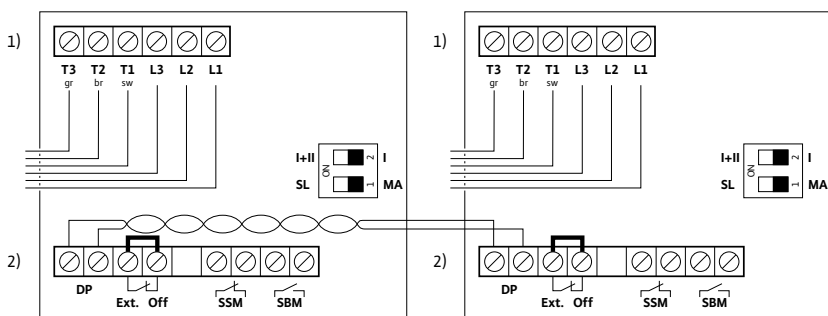 1)
T3 T2 T1 L3 L2 L1
gr br sw
I+II ON 2 I
SL 1 MA
2)
DP
Ext. Off SSM SBM
1)
T3 T2 T1 L3 L2 L1
gr br sw
I+II ON 2 I
SL 1 MA
2)
DP
Ext. Off SSM SBM